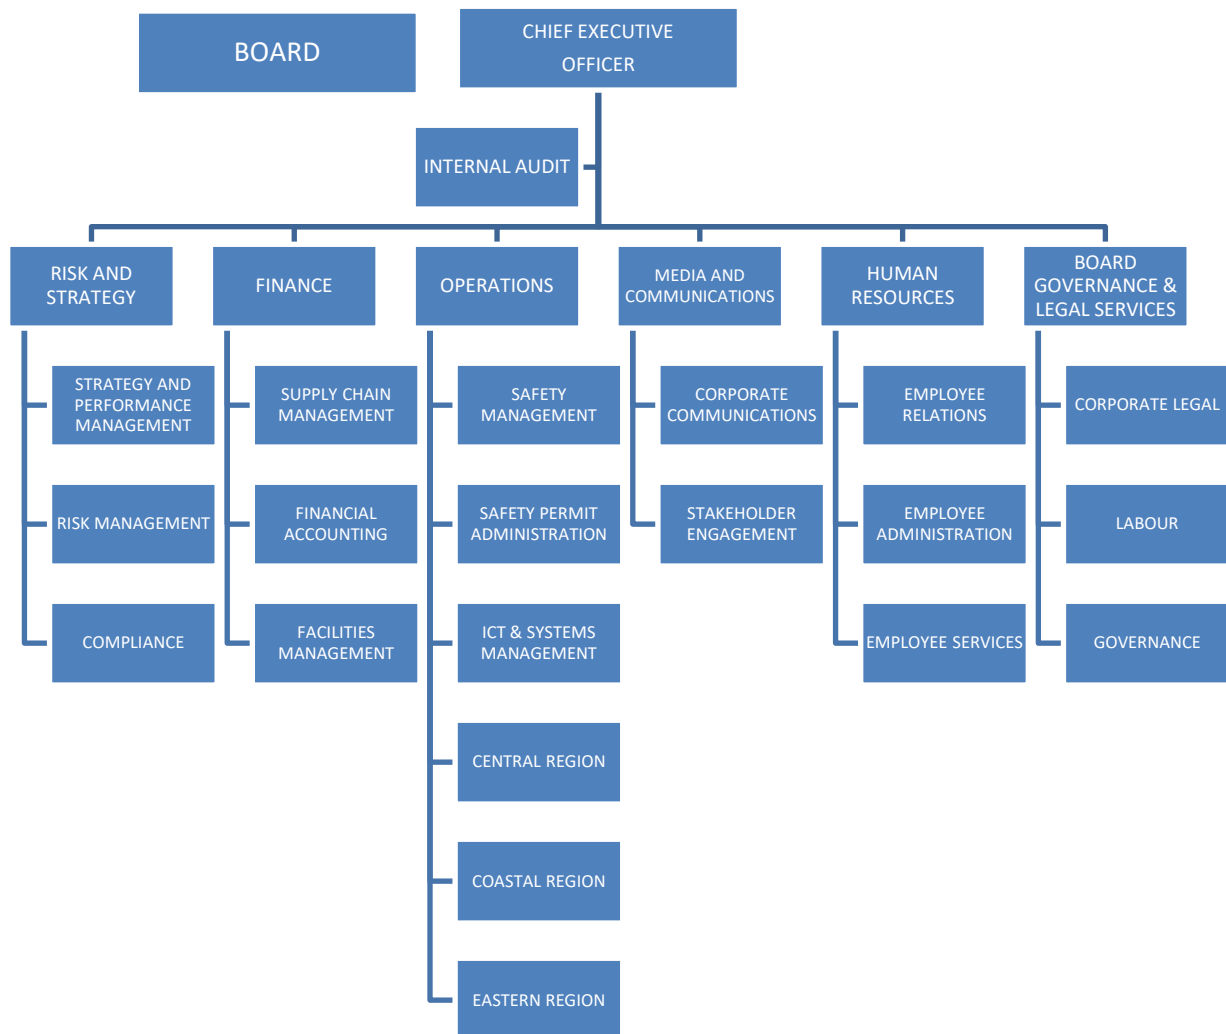 BOARD
CHIEF EXECUTIVE
OFFICER
INTERNAL AUDIT
RISK AND
STRATEGY
FINANCE
OPERATIONS
MEDIA AND
COMMUNICATIONS
HUMAN
RESOURCES
BOARD
GOVERNANCE &
LEGAL SERVICES
STRATEGY AND
PERFORMANCE
MANAGEMENT
RISK MANAGEMENT
COMPLIANCE
SUPPLY CHAIN
MANAGEMENT
FINANCIAL
ACCOUNTING
FACILITIES
MANAGEMENT
SAFETY
MANAGEMENT
SAFETY PERMIT
ADMINISTRATION
ICT & SYSTEMS
MANAGEMENT
CENTRAL REGION
COASTAL REGION
EASTERN REGION
CORPORATE
COMMUNICATIONS
STAKEHOLDER
ENGAGEMENT
EMPLOYEE
RELATIONS
EMPLOYEE
ADMINISTRATION
EMPLOYEE SERVICES
CORPORATE LEGAL
LABOUR
GOVERNANCE